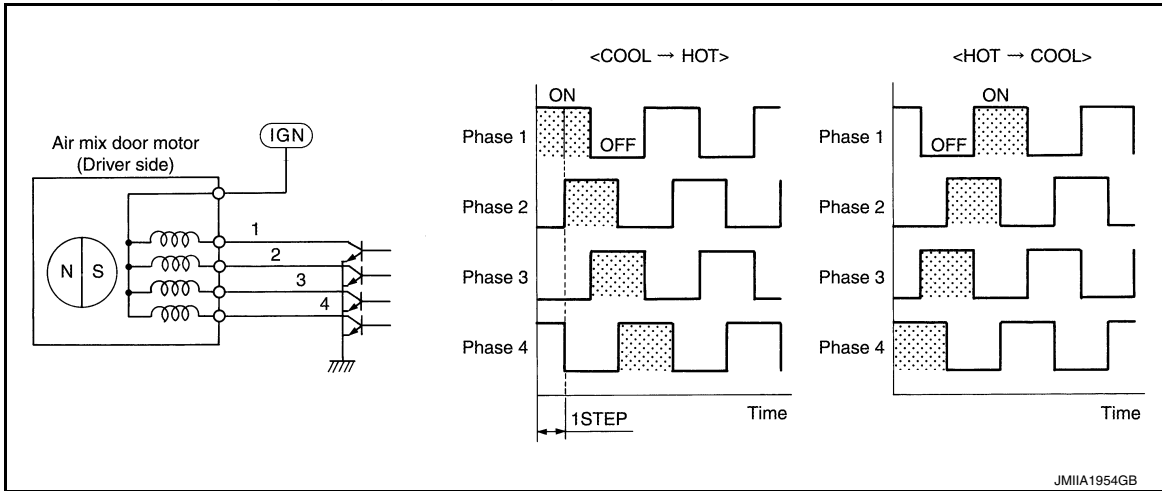 Air mix door motor
(Driver side)
IGN
N S
1
2
3
4
<COOL → HOT>
ON
Phase 1
OFF
Phase 2
Phase 3
Phase 4
Time
1STEP
<HOT → COOL>
ON
Phase 1
OFF
Phase 2
Phase 3
Phase 4
Time
JMIIA1954GB